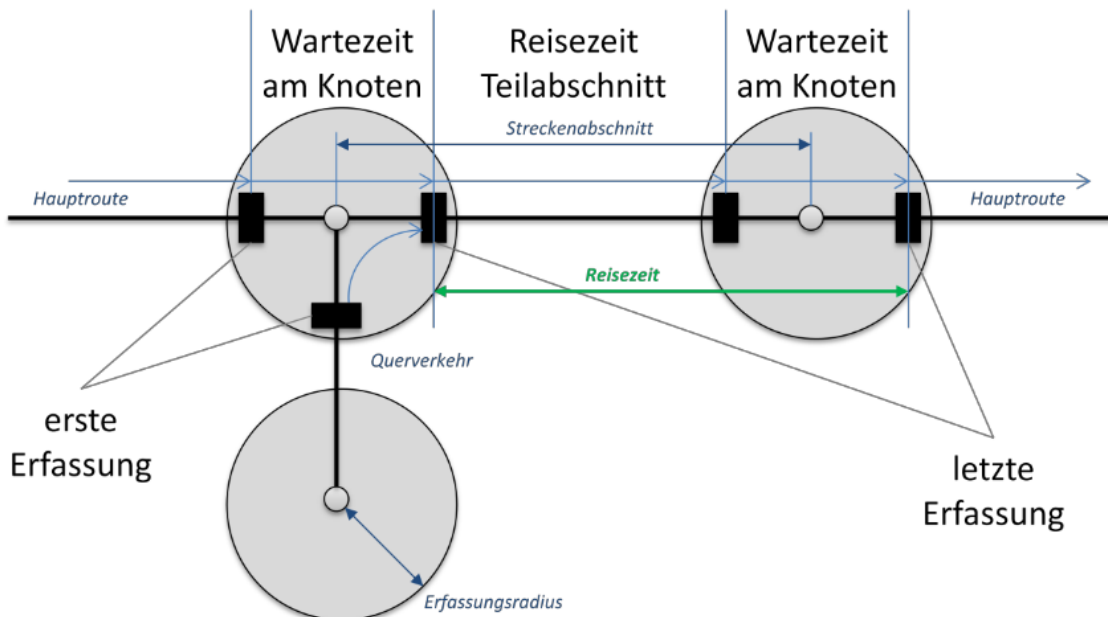 Wartezeit
am Knoten
Reisezeit
Teilabschnitt
Wartezeit
am Knoten
Streckenabschnitt
Hauptroute
Hauptroute
Reisezeit
Querverkehr
erste
Erfassung
letzte
Erfassung
Erfassungsradius